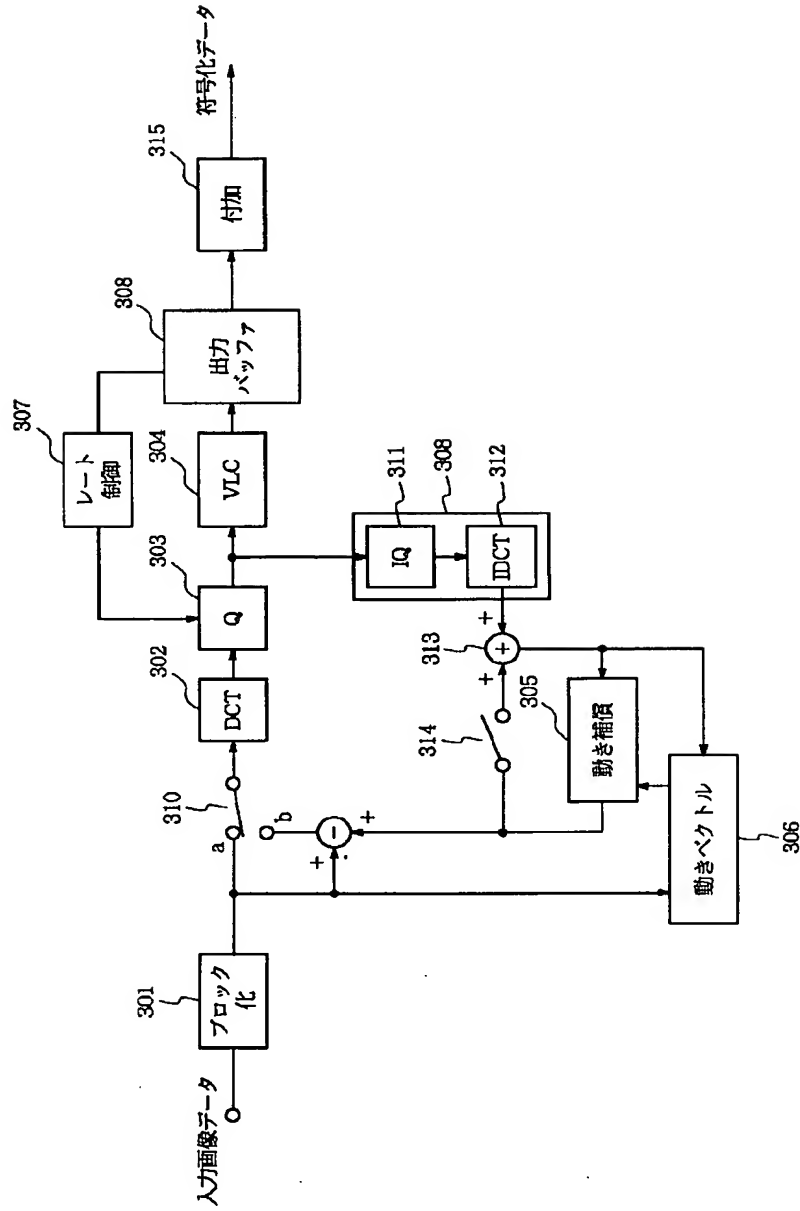 入力画像データ
301
ブロック
化
310
a
b
+
+
−
302
DCT
303
Q
307
レート
制御
304
VLC
308
出力
バッファ
315
付加
符号化データ
311
IQ
308
312
IDCT
313
+
+
+
314
305
動き補償
動きベクトル
306